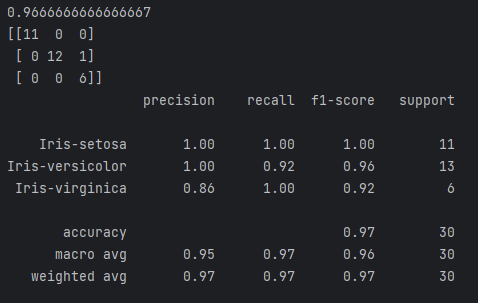 0.9666666666666667
[[11  0  0]
 [ 0 12  1]
 [ 0  0  6]]
                 precision    recall  f1-score   support

    Iris-setosa       1.00      1.00      1.00        11
Iris-versicolor       1.00      0.92      0.96        13
 Iris-virginica       0.86      1.00      0.92         6

       accuracy                           0.97        30
      macro avg       0.95      0.97      0.96        30
   weighted avg       0.97      0.97      0.97        30